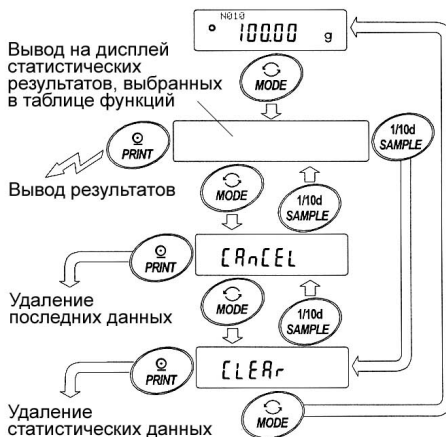 N010
100.00 g
Вывод на дисплей
статистических
результатов, выбранных
в таблице функций
MODE
PRINT
1/10d
SAMPLE
Вывод результатов
MODE
1/10d
SAMPLE
PRINT
CAnCEL
Удаление
последних данных
MODE
1/10d
SAMPLE
PRINT
CLEAr
Удаление
статистических данных
MODE